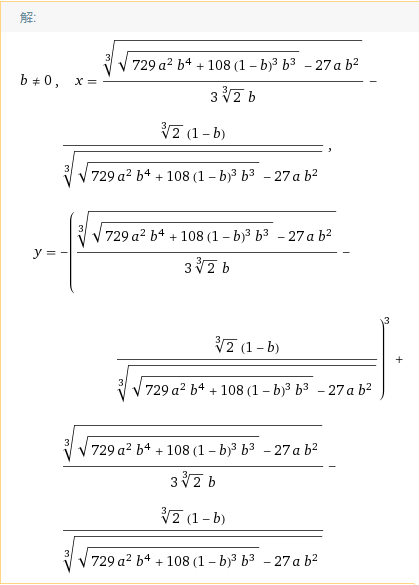 解:
b ≠ 0 ,   x = \frac{\sqrt[3]{\sqrt{729 a^2 b^4 + 108 (1 - b)^3 b^3} - 27 a b^2}}{3 \sqrt[3]{2} b} -
\frac{\sqrt[3]{2} (1 - b)}{\sqrt[3]{\sqrt{729 a^2 b^4 + 108 (1 - b)^3 b^3} - 27 a b^2}} ,
y = -\left( \frac{\sqrt[3]{\sqrt{729 a^2 b^4 + 108 (1 - b)^3 b^3} - 27 a b^2}}{3 \sqrt[3]{2} b} -
\frac{\sqrt[3]{2} (1 - b)}{\sqrt[3]{\sqrt{729 a^2 b^4 + 108 (1 - b)^3 b^3} - 27 a b^2}} \right)^3 +
\frac{\sqrt[3]{\sqrt{729 a^2 b^4 + 108 (1 - b)^3 b^3} - 27 a b^2}}{3 \sqrt[3]{2} b} -
\frac{\sqrt[3]{2} (1 - b)}{\sqrt[3]{\sqrt{729 a^2 b^4 + 108 (1 - b)^3 b^3} - 27 a b^2}}